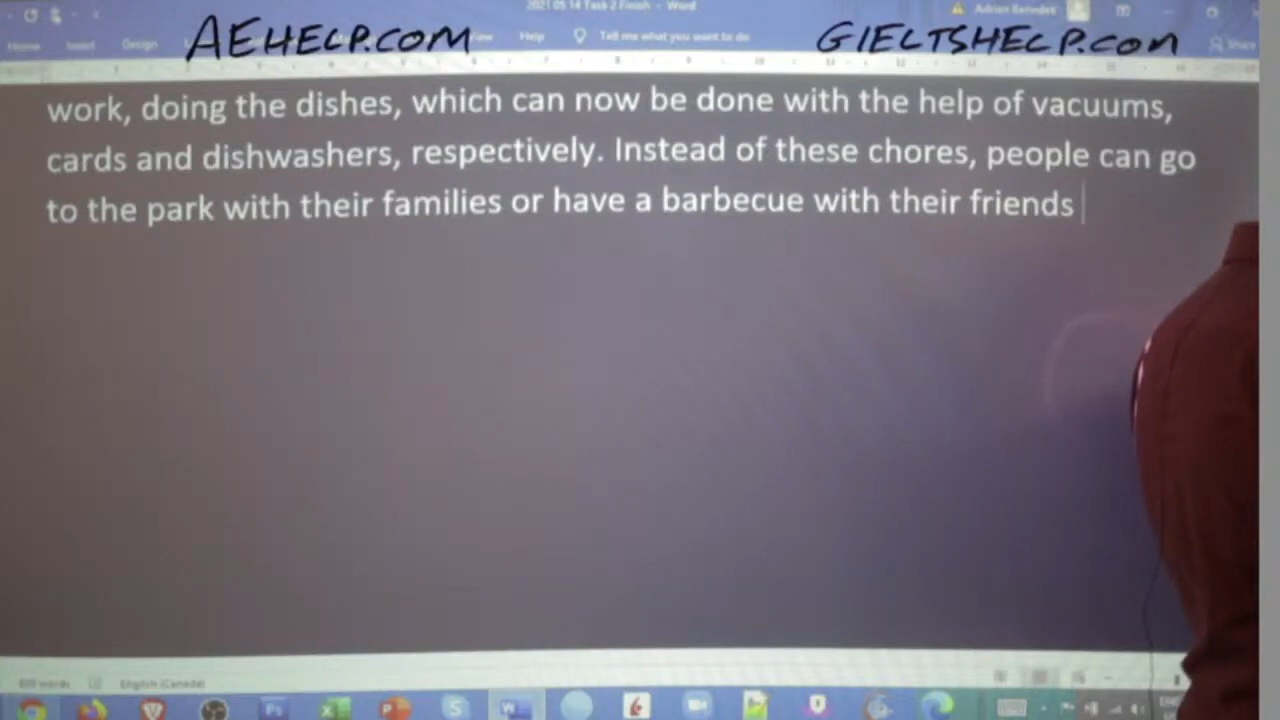 2021 05 14 Task 2 Finish - Word
AEHELP.COM
GIELTSHELP.COM
Home Insert Design View Help Tell me what you want to do Share
work, doing the dishes, which can now be done with the help of vacuums,
cards and dishwashers, respectively. Instead of these chores, people can go
to the park with their families or have a barbecue with their friends
words English (Canada)